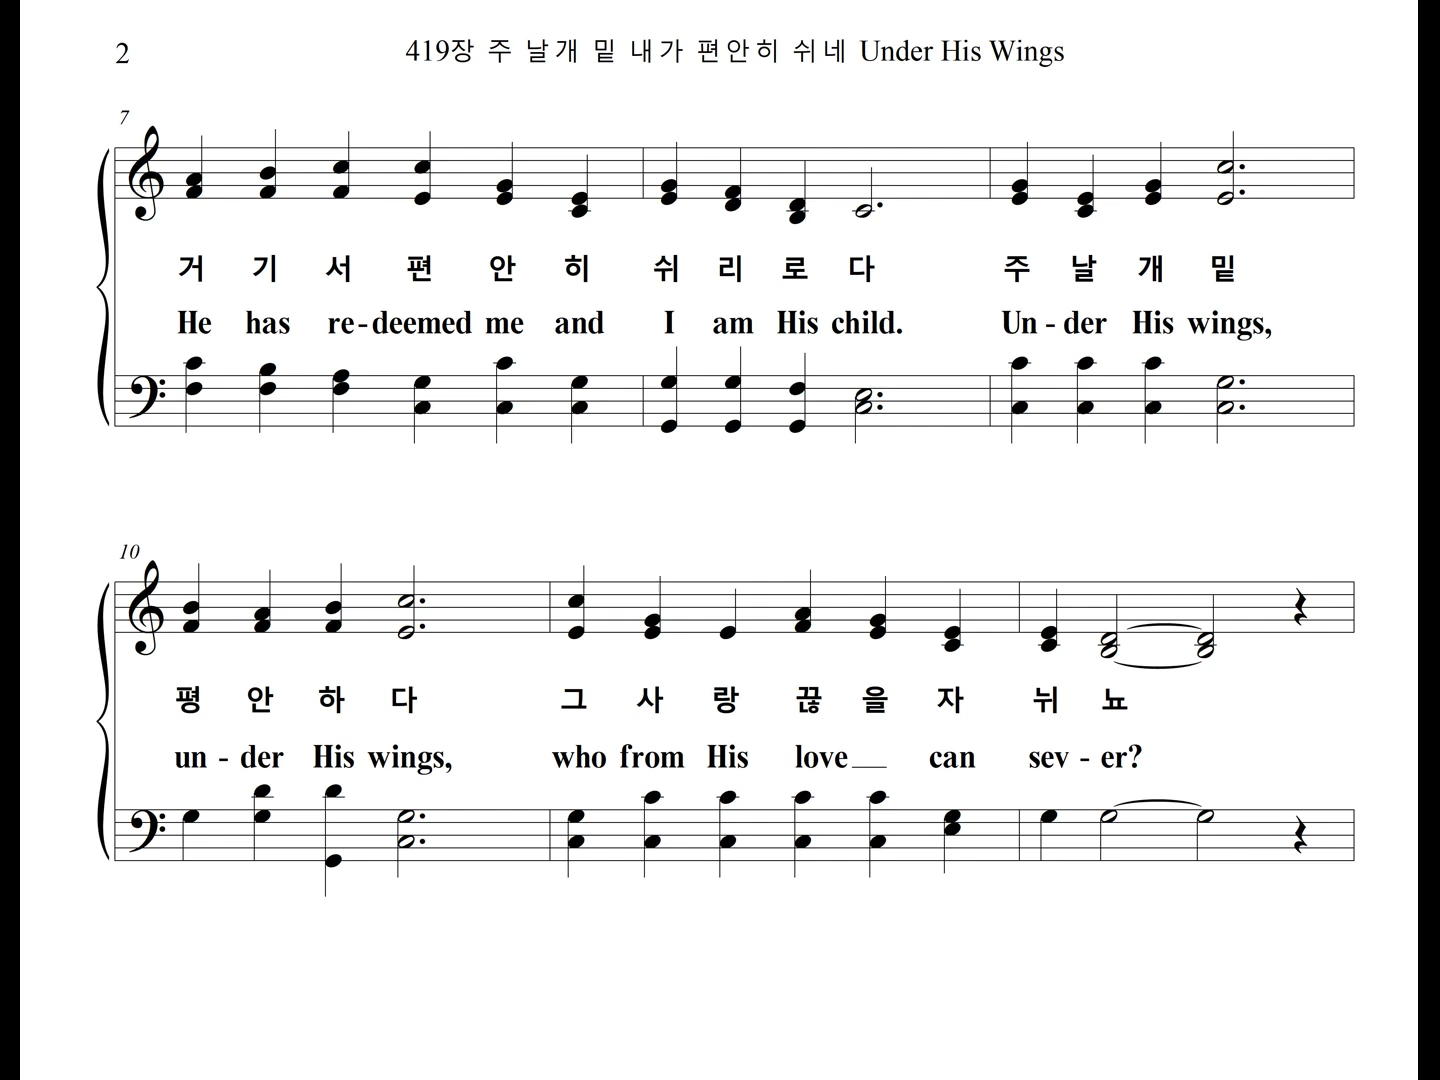 2
419장 주 날개 밑 내가 편안히 쉬네 Under His Wings
7
거 기 서 편 안 히 쉬 리 로 다 주 날 개 밑
He has re-deemed me and I am His child. Un - der His wings,
10
평 안 하 다 그 사 랑 끊 을 자 뉘 뇨
un - der His wings, who from His love__ can sev - er?